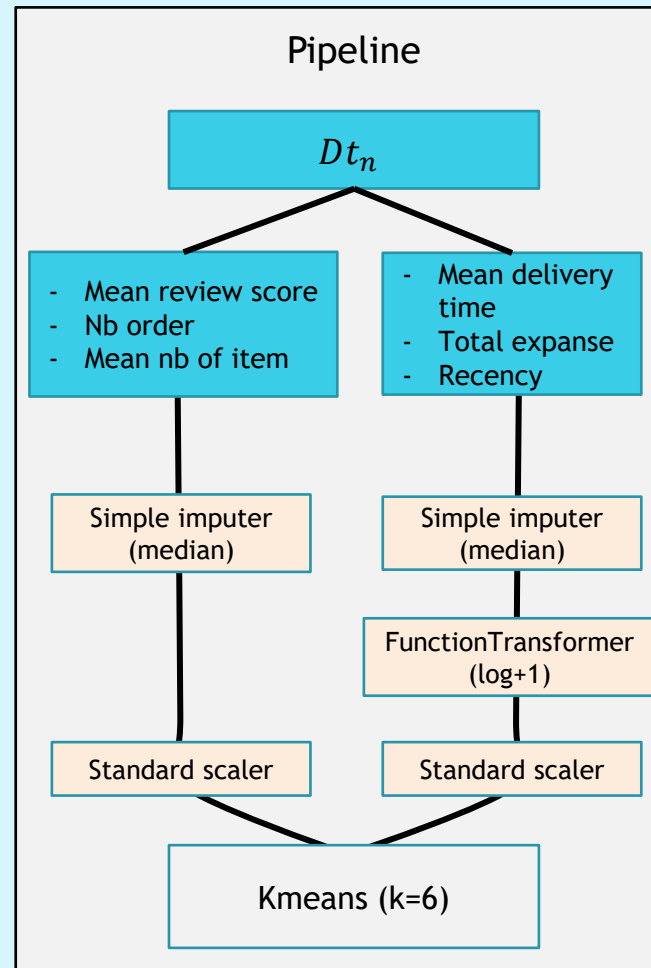 Pipeline
Dt_n
- Mean review score
- Nb order
- Mean nb of item
- Mean delivery
time
- Total expanse
- Recency
Simple imputer
(median)
Simple imputer
(median)
FunctionTransformer
(log+1)
Standard scaler
Standard scaler
Kmeans (k=6)